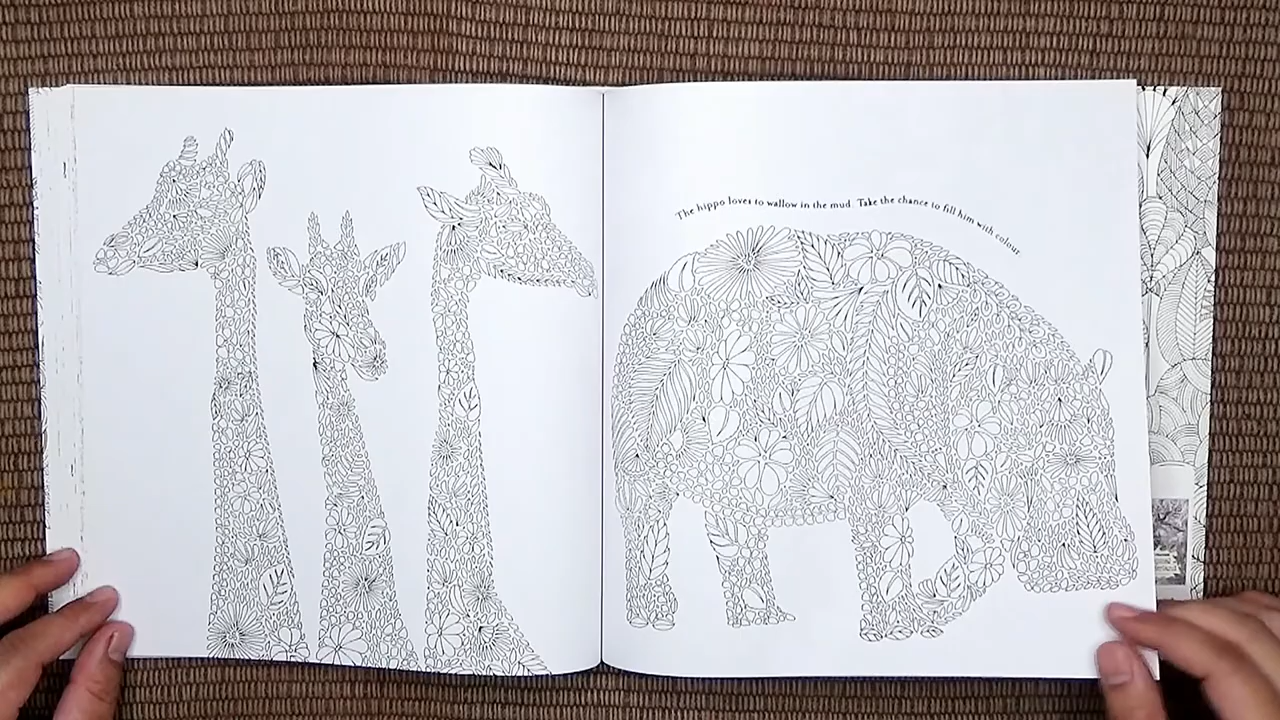 The hippo loves to wallow in the mud. Take the chance to fill him with colour